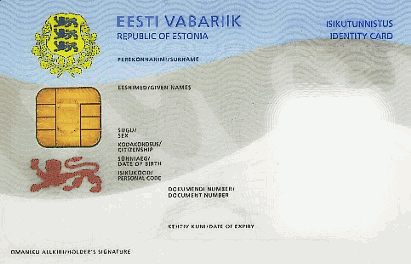 EESTI VABARIIK
REPUBLIC OF ESTONIA
ISIKUTUNNISTUS
IDENTITY CARD
PEREKONNANIMI/SURNAME
EESNIMED/GIVEN NAMES
SUGU/
SEX
KODAKONDSUS/
CITIZENSHIP
SÜNNIAEG/
DATE OF BIRTH
ISIKUKOOD/
PERSONAL CODE
DOKUMENDI NUMBER/
DOCUMENT NUMBER
KEHTIV KUNI/DATE OF EXPIRY
OMANIKU ALLKIRI/HOLDER'S SIGNATURE